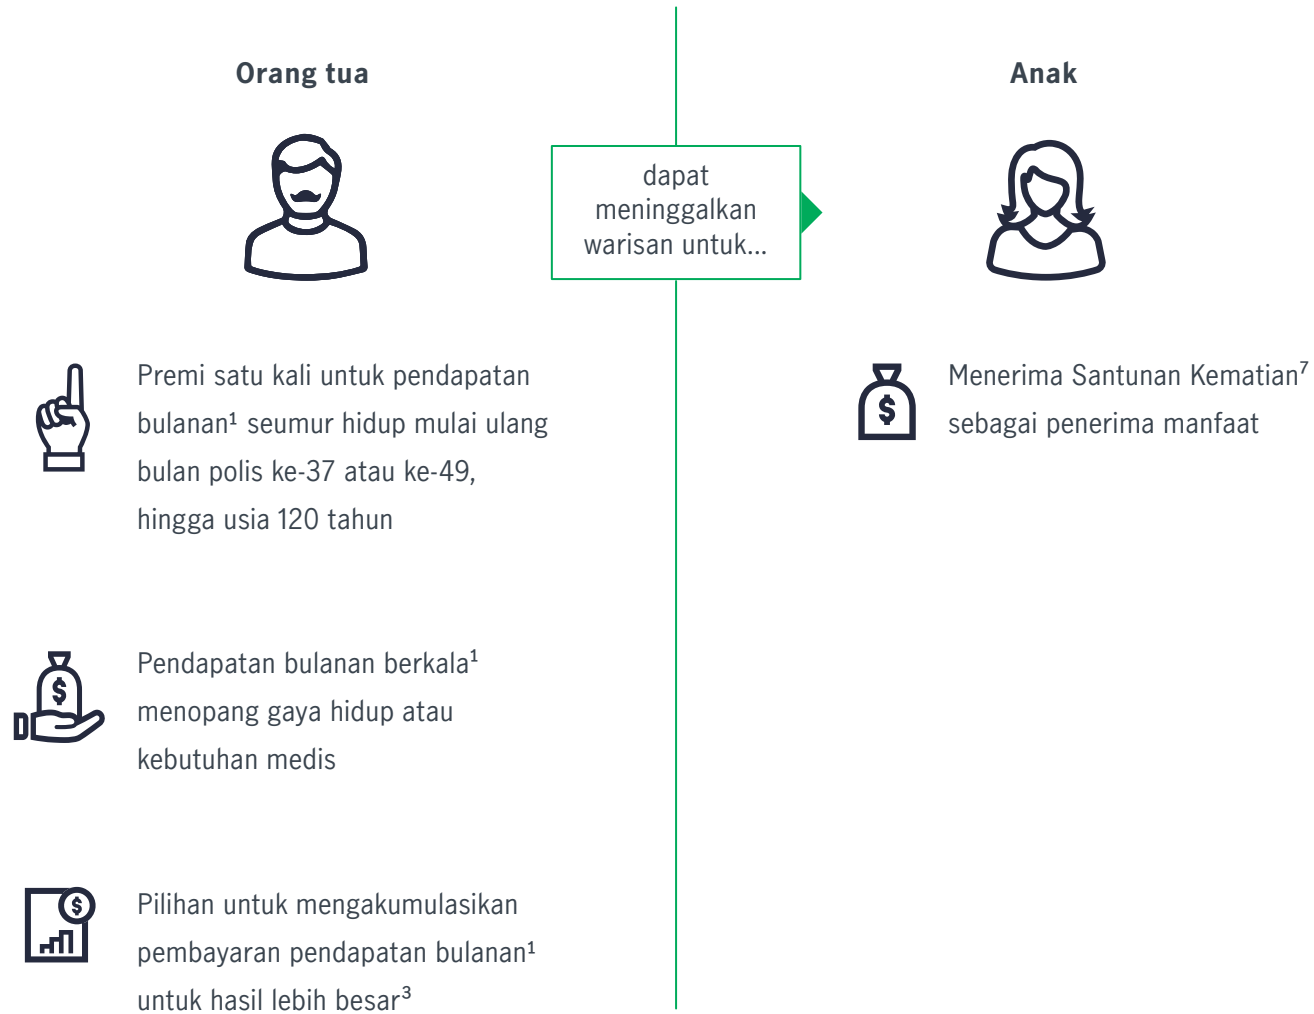 Orang tua
dapat
meninggalkan
warisan untuk...
Anak
Premi satu kali untuk pendapatan
bulanan¹ seumur hidup mulai ulang
bulan polis ke-37 atau ke-49,
hingga usia 120 tahun
$
Pendapatan bulanan berkala¹
menopang gaya hidup atau
kebutuhan medis
$
Pilihan untuk mengakumulasikan
pembayaran pendapatan bulanan¹
untuk hasil lebih besar³
$
Menerima Santunan Kematian⁷
sebagai penerima manfaat